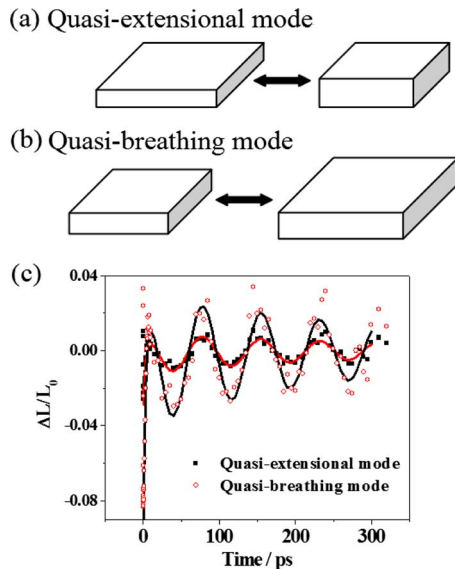 (a) Quasi-extensional mode
(b) Quasi-breathing mode
(c)
0.04
0.00
-0.04
-0.08
ΔL/L₀
Quasi-extensional mode
Quasi-breathing mode
0 100 200 300
Time / ps